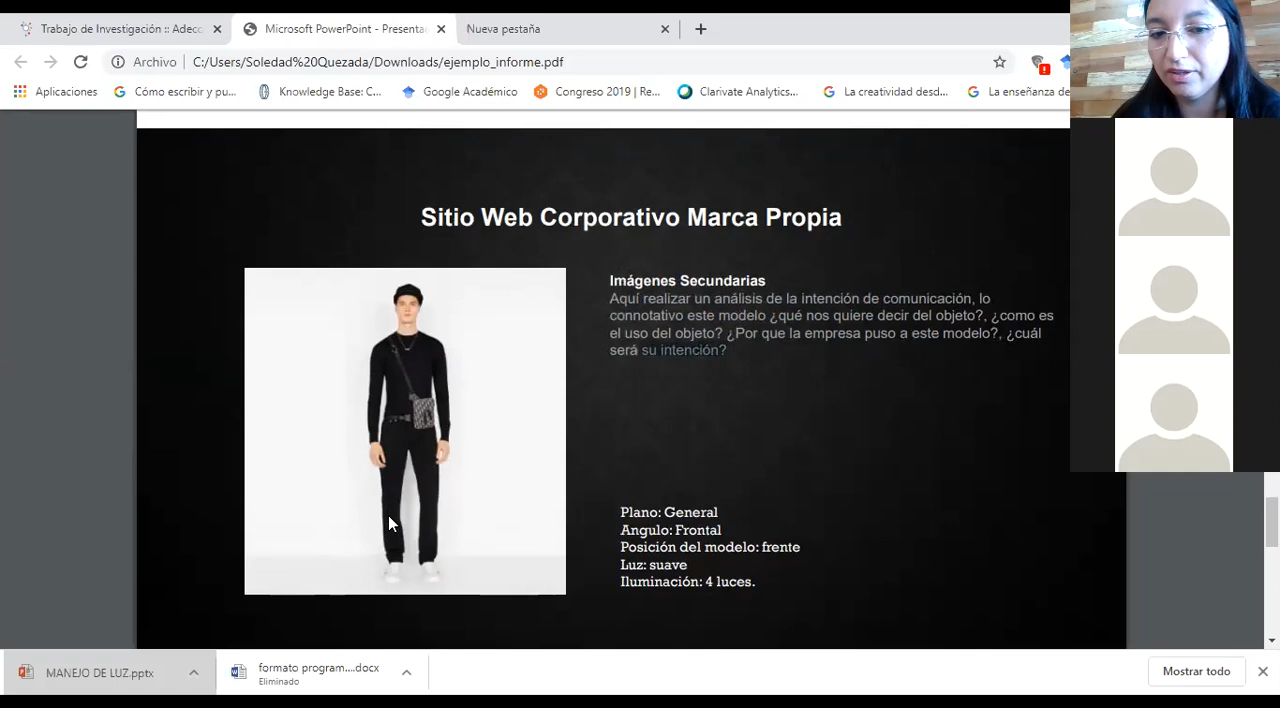 Trabajo de Investigación :: Adecc
Microsoft PowerPoint - Presenta
Nueva pestaña
Archivo
C:/Users/Soledad%20Quezada/Downloads/ejemplo_informe.pdf
Aplicaciones
Cómo escribir y pu...
Knowledge Base: C...
Google Académico
Congreso 2019 | Re...
Clarivate Analytics...
La creatividad desd...
La enseñanza de
Sitio Web Corporativo Marca Propia
Imágenes Secundarias
Aquí realizar un análisis de la intención de comunicación, lo
connotativo este modelo ¿qué nos quiere decir del objeto?, ¿como es
el uso del objeto? ¿Por que la empresa puso a este modelo?, ¿cuál
será su intención?
Plano: General
Angulo: Frontal
Posición del modelo: frente
Luz: suave
Iluminación: 4 luces.
MANEJO DE LUZ.pptx
formato program....docx
Eliminado
Mostrar todo